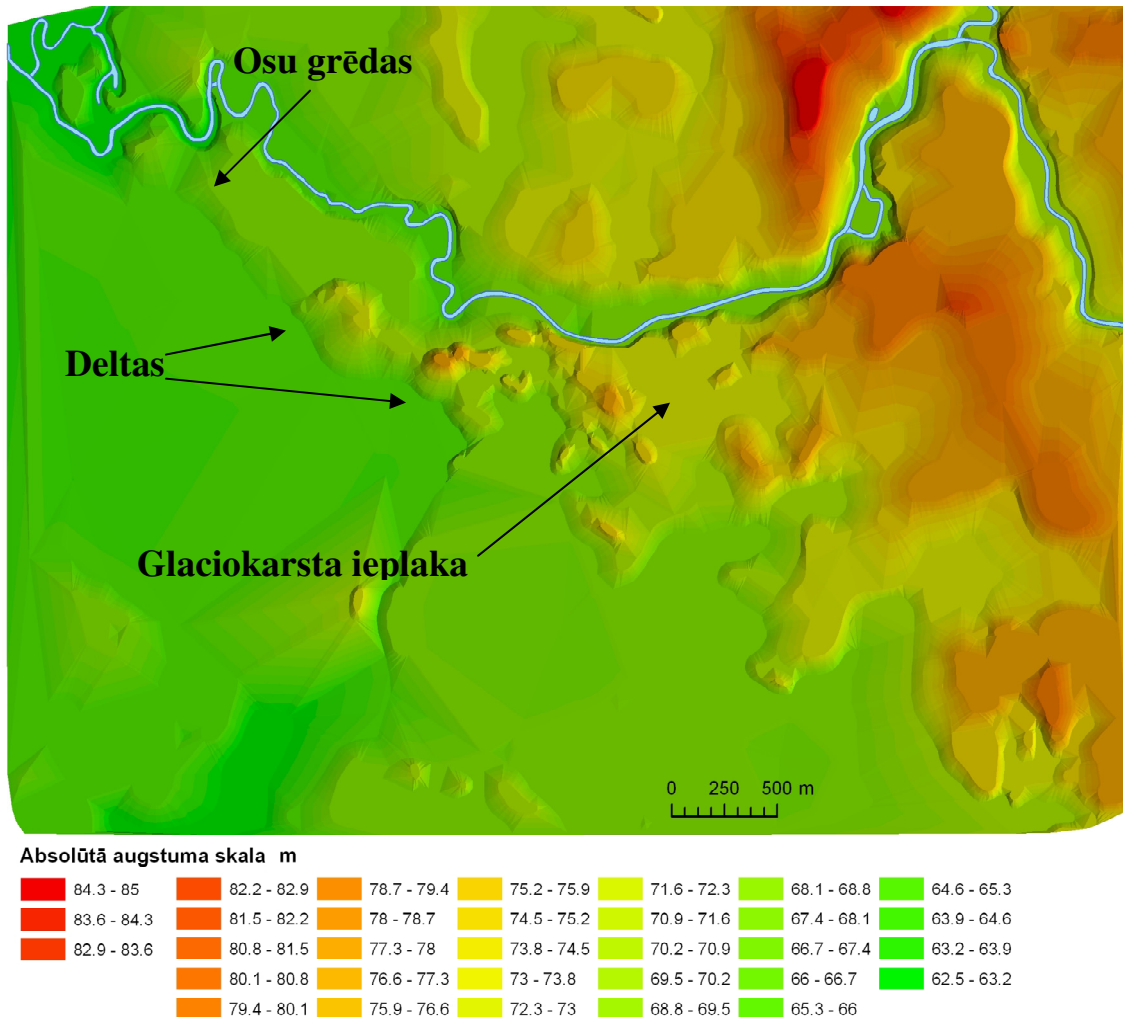 Osu grēdas
Deltas
Glaciokarsta ieplaka
0 250 500 m
Absolūtā augstuma skala m
84.3 - 85
83.6 - 84.3
82.9 - 83.6
82.2 - 82.9
81.5 - 82.2
80.8 - 81.5
80.1 - 80.8
79.4 - 80.1
78.7 - 79.4
78 - 78.7
77.3 - 78
76.6 - 77.3
75.9 - 76.6
75.2 - 75.9
74.5 - 75.2
73.8 - 74.5
73 - 73.8
72.3 - 73
71.6 - 72.3
70.9 - 71.6
70.2 - 70.9
69.5 - 70.2
68.8 - 69.5
68.1 - 68.8
67.4 - 68.1
66.7 - 67.4
66 - 66.7
65.3 - 66
64.6 - 65.3
63.9 - 64.6
63.2 - 63.9
62.5 - 63.2